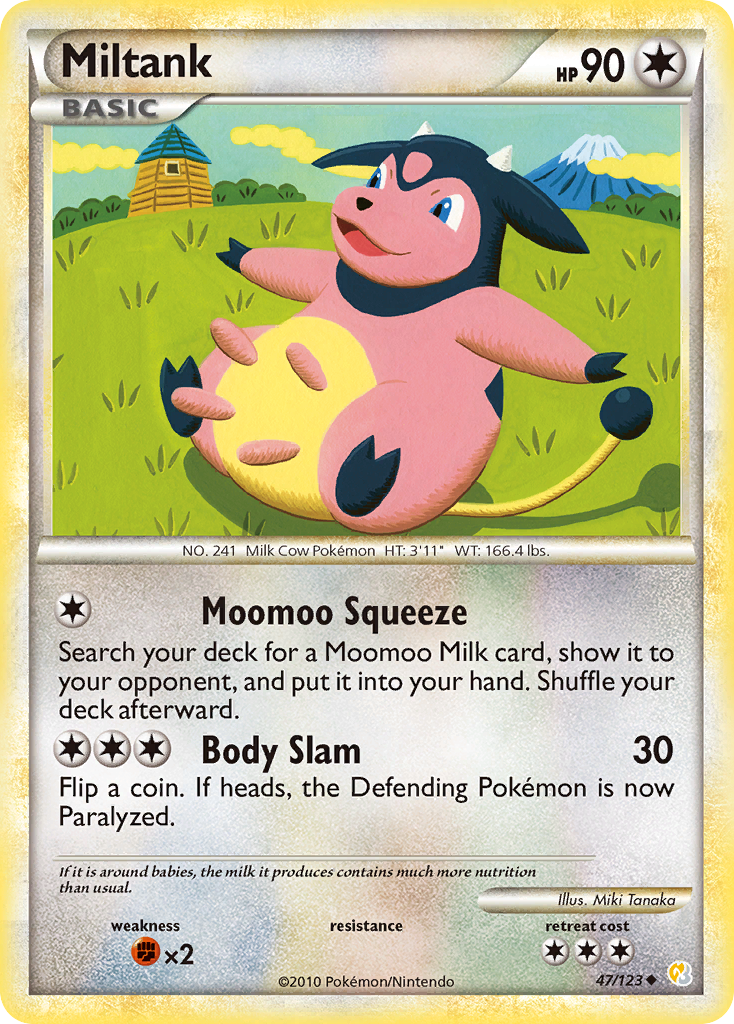 Miltank
HP 90
BASIC
NO. 241 Milk Cow Pokémon HT: 3'11" WT: 166.4 lbs.
Moomoo Squeeze
Search your deck for a Moomoo Milk card, show it to
your opponent, and put it into your hand. Shuffle your
deck afterward.
Body Slam 30
Flip a coin. If heads, the Defending Pokémon is now
Paralyzed.
If it is around babies, the milk it produces contains much more nutrition
than usual.
Illus. Miki Tanaka
weakness resistance retreat cost
×2
©2010 Pokémon/Nintendo 47/123